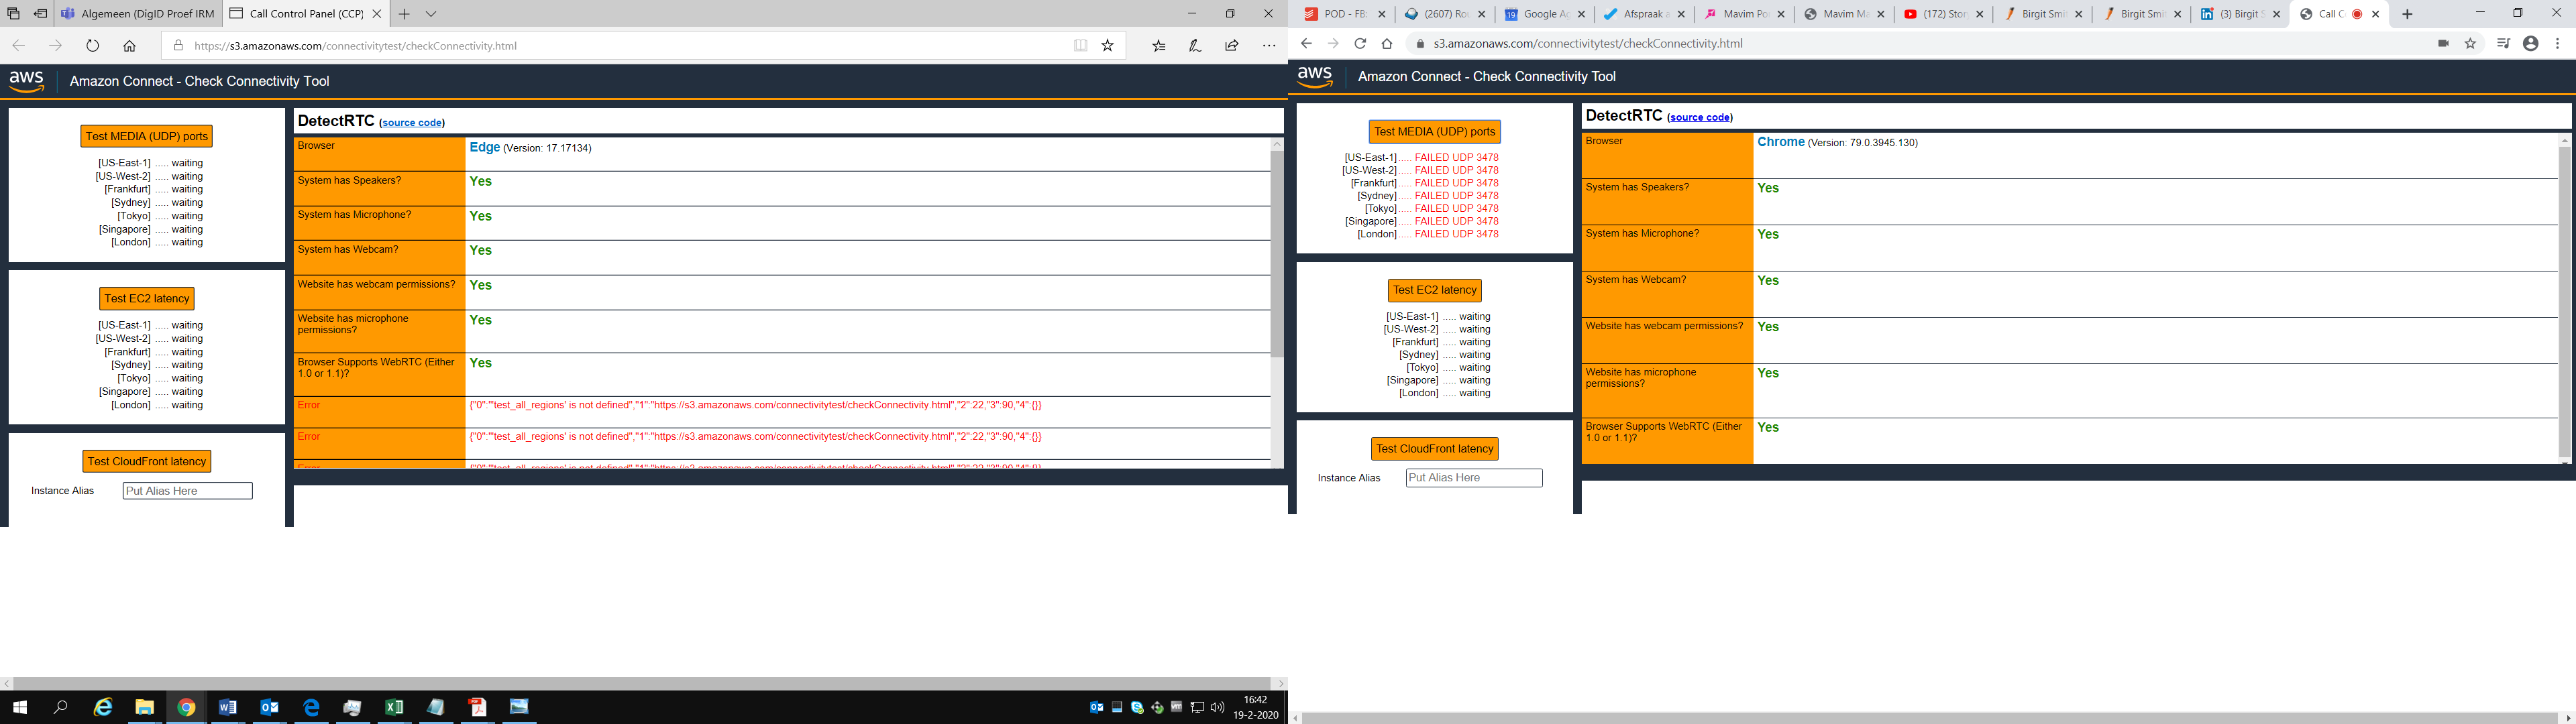 Algemeen (DigiD Proef IRM
Call Control Panel (CCP)
https://s3.amazonaws.com/connectivitytest/checkConnectivity.html
aws
Amazon Connect - Check Connectivity Tool
Test MEDIA (UDP) ports
[US-East-1] ..... waiting
[US-West-2] ..... waiting
[Frankfurt] ..... waiting
[Sydney] ..... waiting
[Tokyo] ..... waiting
[Singapore] ..... waiting
[London] ..... waiting
Test EC2 latency
[US-East-1] ..... waiting
[US-West-2] ..... waiting
[Frankfurt] ..... waiting
[Sydney] ..... waiting
[Tokyo] ..... waiting
[Singapore] ..... waiting
[London] ..... waiting
Test CloudFront latency
Instance Alias Put Alias Here
DetectRTC (source code)
Browser Edge (Version: 17.17134)
System has Speakers? Yes
System has Microphone? Yes
System has Webcam? Yes
Website has webcam permissions? Yes
Website has microphone Yes
permissions?
Browser Supports WebRTC (Either Yes
1.0 or 1.1)?
Error {"0":"'test_all_regions' is not defined","1":"https://s3.amazonaws.com/connectivitytest/checkConnectivity.html","2":22,"3":90,"4":{}}
Error {"0":"'test_all_regions' is not defined","1":"https://s3.amazonaws.com/connectivitytest/checkConnectivity.html","2":22,"3":90,"4":{}}
16:42
19-2-2020
POD - FB
(2607) Ro
Google A
19
Afspraak
Mavim Po
Mavim M
(172) Stor
Birgit Smi
Birgit Smi
(3) Birgit S
Call C
s3.amazonaws.com/connectivitytest/checkConnectivity.html
aws
Amazon Connect - Check Connectivity Tool
Test MEDIA (UDP) ports
[US-East-1] ..... FAILED UDP 3478
[US-West-2] ..... FAILED UDP 3478
[Frankfurt] ..... FAILED UDP 3478
[Sydney] ..... FAILED UDP 3478
[Tokyo] ..... FAILED UDP 3478
[Singapore] ..... FAILED UDP 3478
[London] ..... FAILED UDP 3478
Test EC2 latency
[US-East-1] ..... waiting
[US-West-2] ..... waiting
[Frankfurt] ..... waiting
[Sydney] ..... waiting
[Tokyo] ..... waiting
[Singapore] ..... waiting
[London] ..... waiting
Test CloudFront latency
Instance Alias Put Alias Here
DetectRTC (source code)
Browser Chrome (Version: 79.0.3945.130)
System has Speakers? Yes
System has Microphone? Yes
System has Webcam? Yes
Website has webcam permissions? Yes
Website has microphone Yes
permissions?
Browser Supports WebRTC (Either Yes
1.0 or 1.1)?